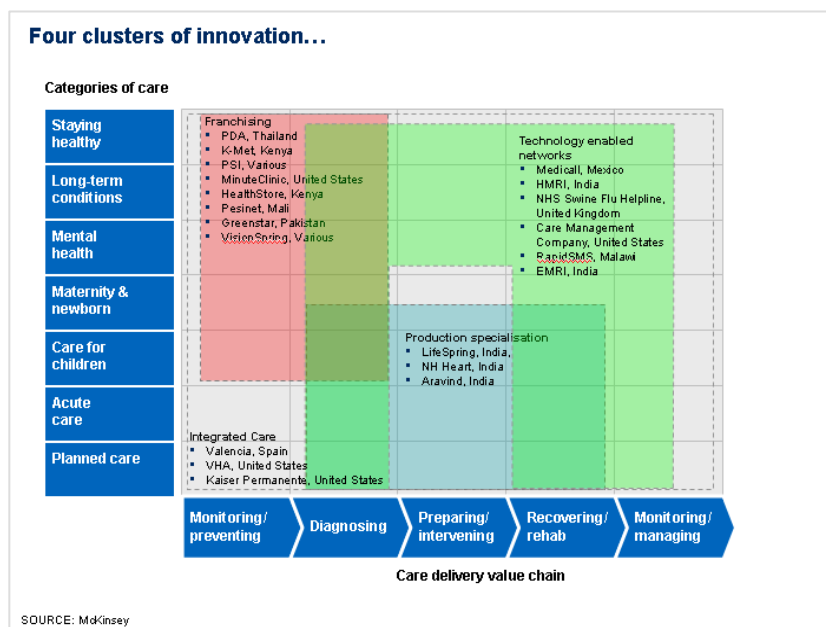 Four clusters of innovation…
Categories of care
Staying
healthy
Long-term
conditions
Mental
health
Maternity &
newborn
Care for
children
Acute
care
Planned care
Franchising
▪ PDA, Thailand
▪ K-Met, Kenya
▪ PSI, Various
▪ MinuteClinic, United States
▪ HealthStore, Kenya
▪ Pesinet, Mali
▪ Greenstar, Pakistan
▪ VisionSpring, Various
Technology enabled
networks
▪ Medicall, Mexico
▪ HMRI, India
▪ NHS Swine Flu Helpline,
United Kingdom
▪ Care Management
Company, United States
▪ RapidSMS, Malawi
▪ EMRI, India
Production specialisation
▪ LifeSpring, India,
▪ NH Heart, India
▪ Aravind, India
Integrated Care
▪ Valencia, Spain
▪ VHA, United States
▪ Kaiser Permanente, United States
Monitoring/
preventing
Diagnosing
Preparing/
intervening
Recovering/
rehab
Monitoring/
managing
Care delivery value chain
SOURCE: McKinsey